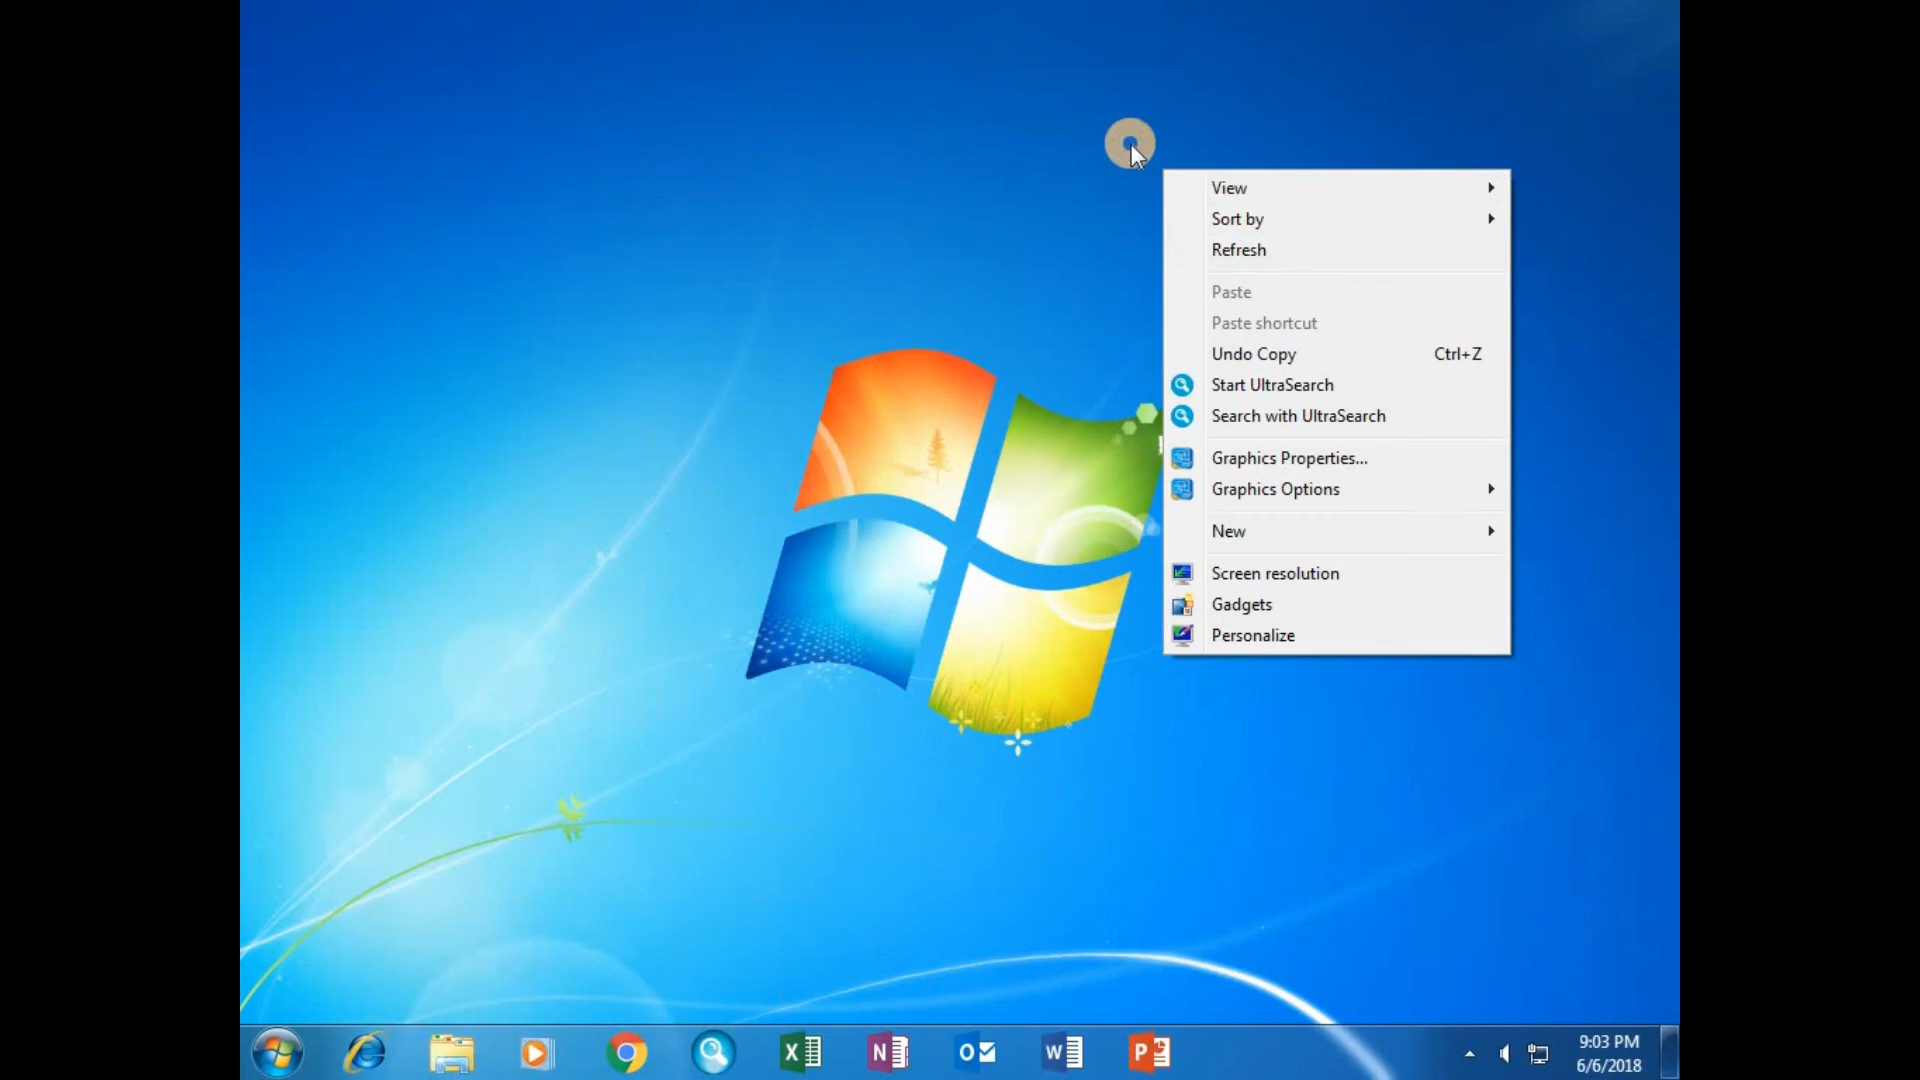 View
Sort by
Refresh
Paste
Paste shortcut
Undo Copy Ctrl+Z
Start UltraSearch
Search with UltraSearch
Graphics Properties...
Graphics Options
New
Screen resolution
Gadgets
Personalize
X N O W P 9:03 PM
6/6/2018